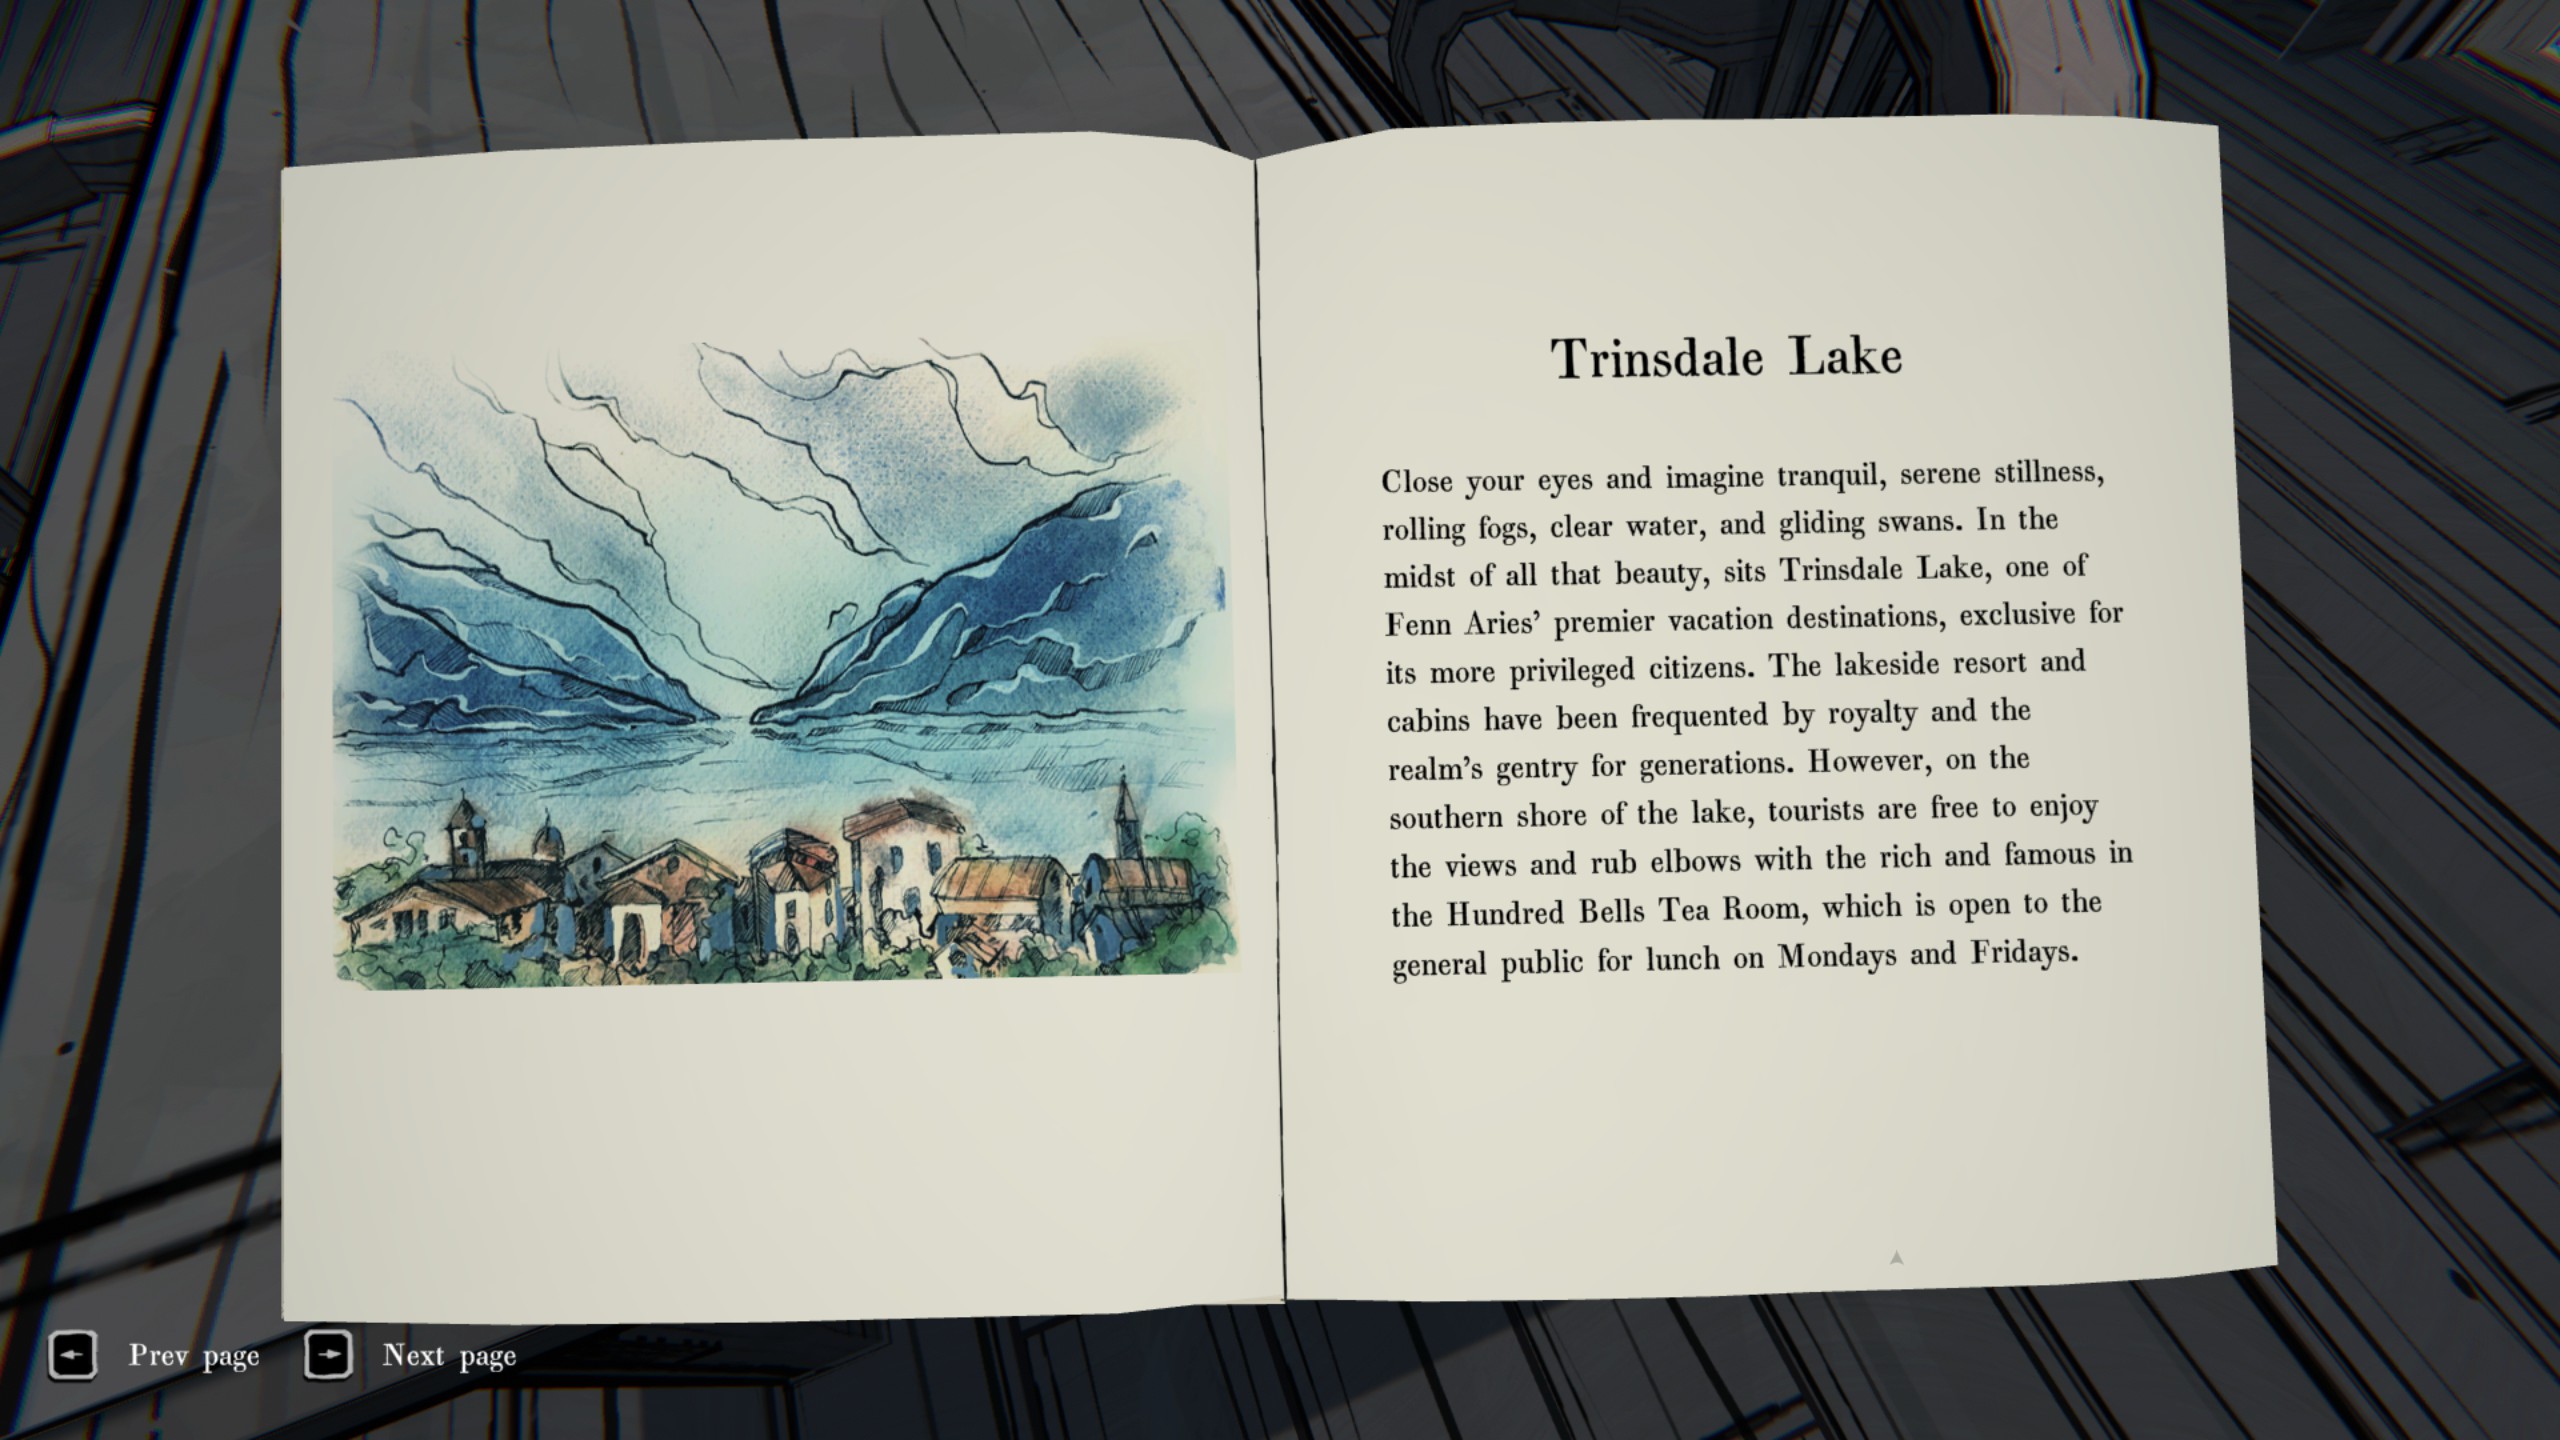 Trinsdale Lake
Close your eyes and imagine tranquil, serene stillness,
rolling fogs, clear water, and gliding swans. In the
midst of all that beauty, sits Trinsdale Lake, one of
Fenn Aries' premier vacation destinations, exclusive for
its more privileged citizens. The lakeside resort and
cabins have been frequented by royalty and the
realm's gentry for generations. However, on the
southern shore of the lake, tourists are free to enjoy
the views and rub elbows with the rich and famous in
the Hundred Bells Tea Room, which is open to the
general public for lunch on Mondays and Fridays.
Prev page
Next page